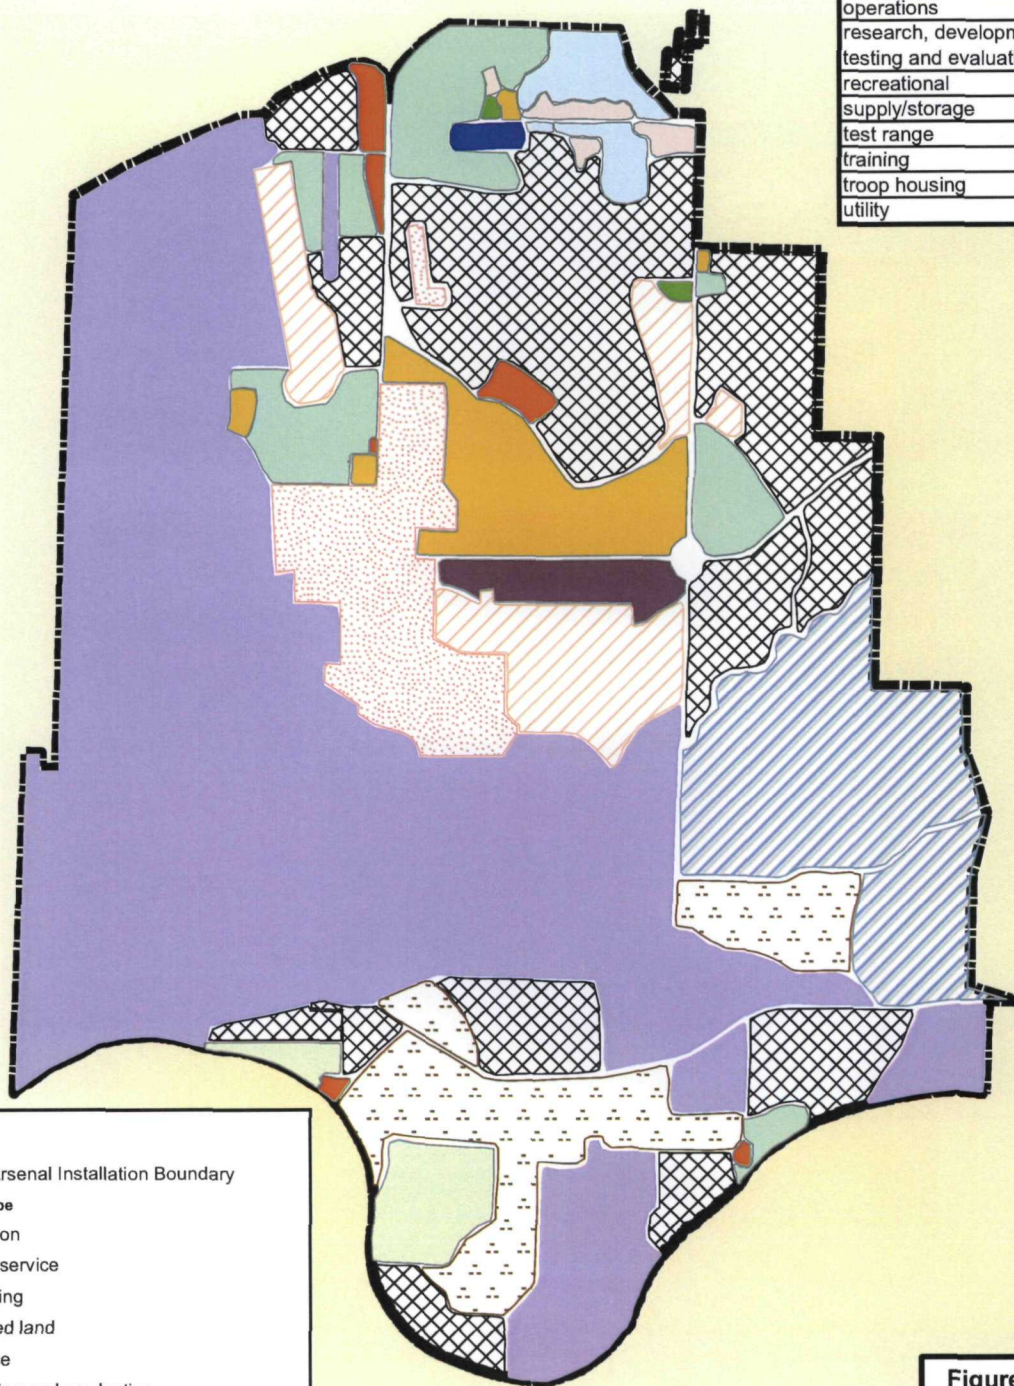 operations
research, developm
testing and evaluat
recreational
supply/storage
test range
training
troop housing
utility
rsenal Installation Boundary
pe
on
service
ing
ed land
e
Figure